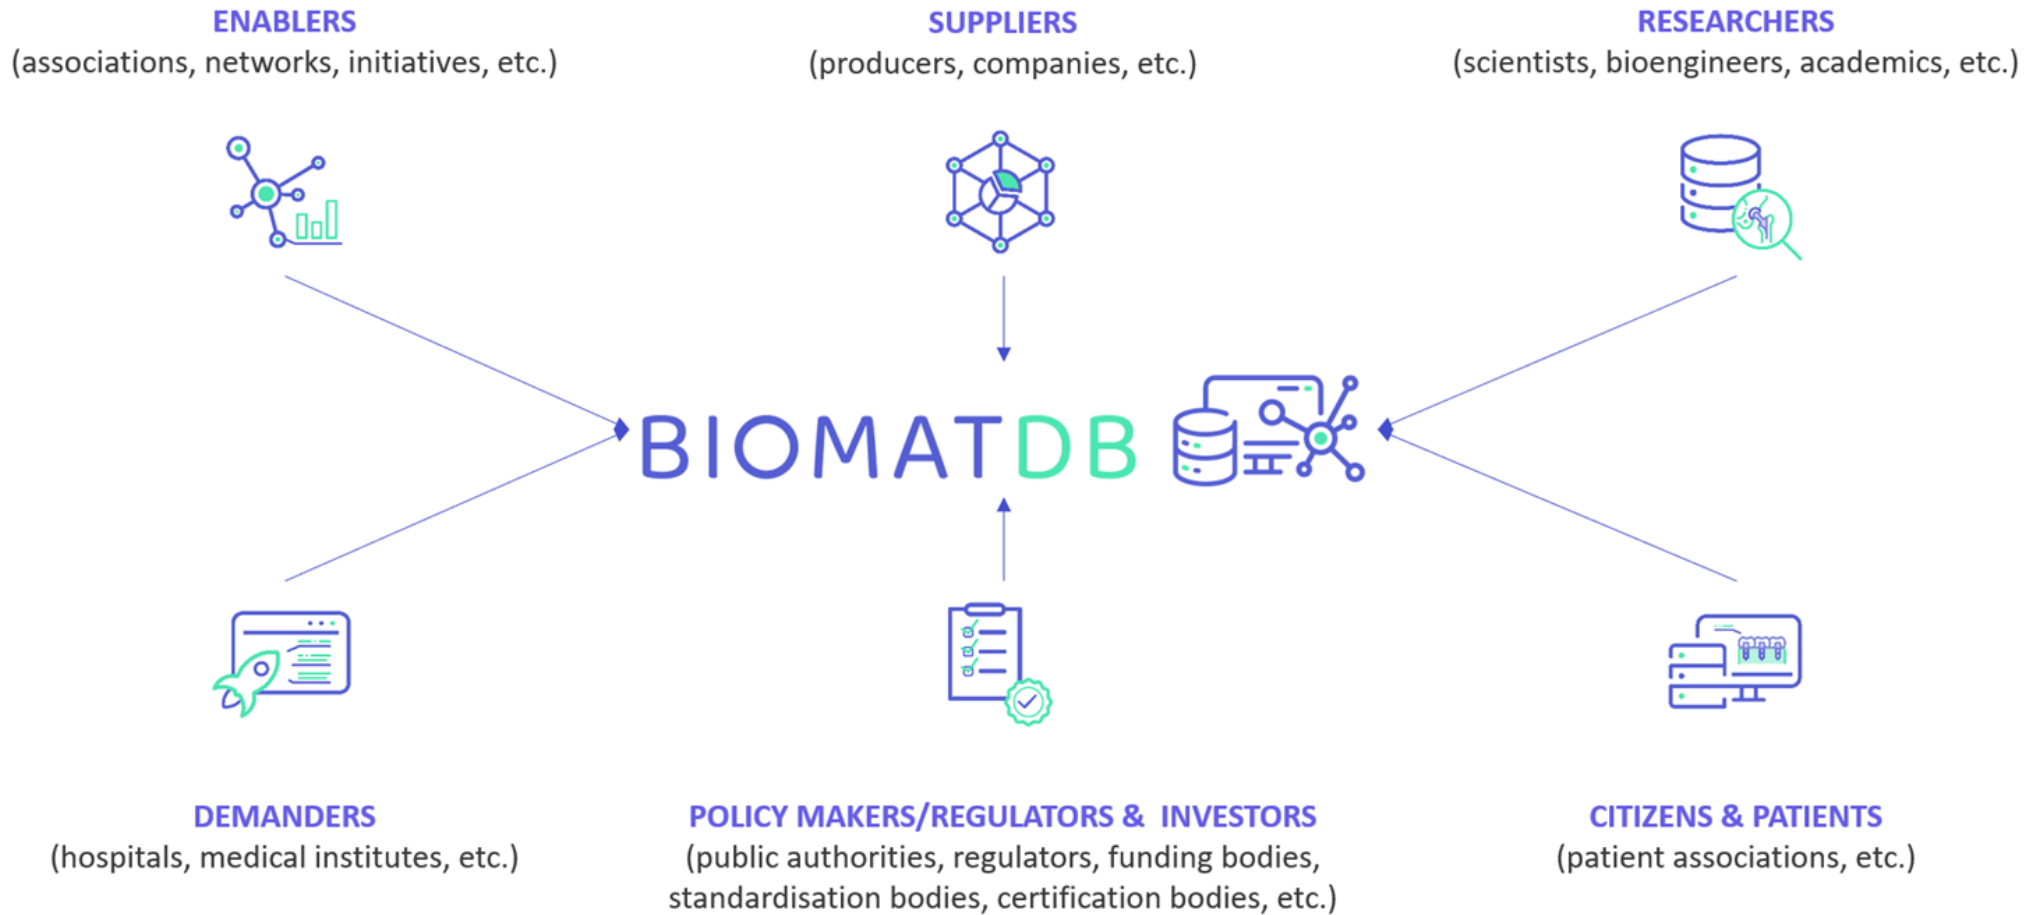 ENABLERS
(associations, networks, initiatives, etc.)
SUPPLIERS
(producers, companies, etc.)
RESEARCHERS
(scientists, bioengineers, academics, etc.)
BIOMATDB
DEMANDERS
(hospitals, medical institutes, etc.)
POLICY MAKERS/REGULATORS & INVESTORS
(public authorities, regulators, funding bodies,
standardisation bodies, certification bodies, etc.)
CITIZENS & PATIENTS
(patient associations, etc.)